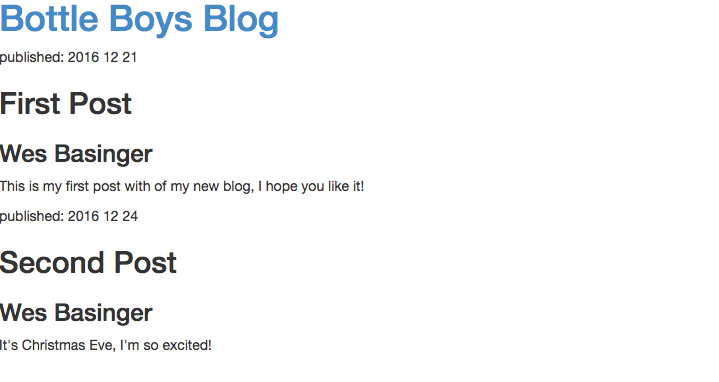 Bottle Boys Blog
published: 2016 12 21
First Post
Wes Basinger
This is my first post with of my new blog, I hope you like it!
published: 2016 12 24
Second Post
Wes Basinger
It's Christmas Eve, I'm so excited!